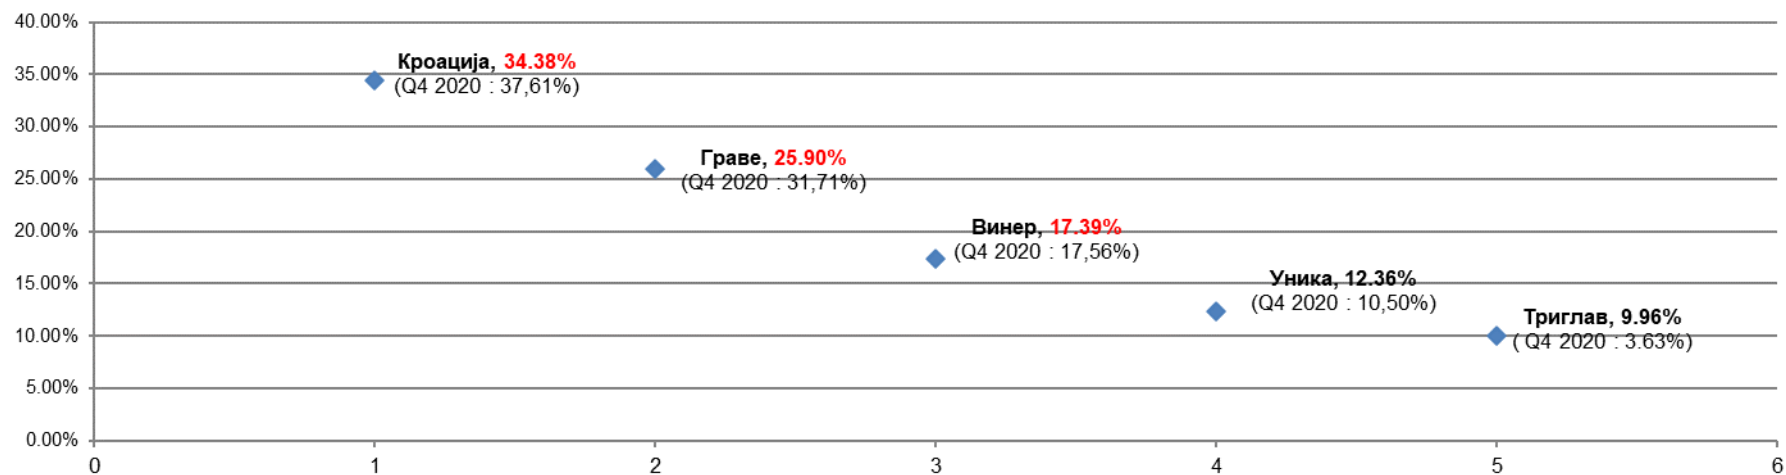 40.00%
35.00%
30.00%
25.00%
20.00%
15.00%
10.00%
5.00%
0.00%
Кроација, 34.38%
(Q4 2020 : 37,61%)
Граве, 25.90%
(Q4 2020 : 31,71%)
Винер, 17.39%
(Q4 2020 : 17,56%)
Уника, 12.36%
(Q4 2020 : 10,50%)
Триглав, 9.96%
( Q4 2020 : 3.63%)
0 1 2 3 4 5 6